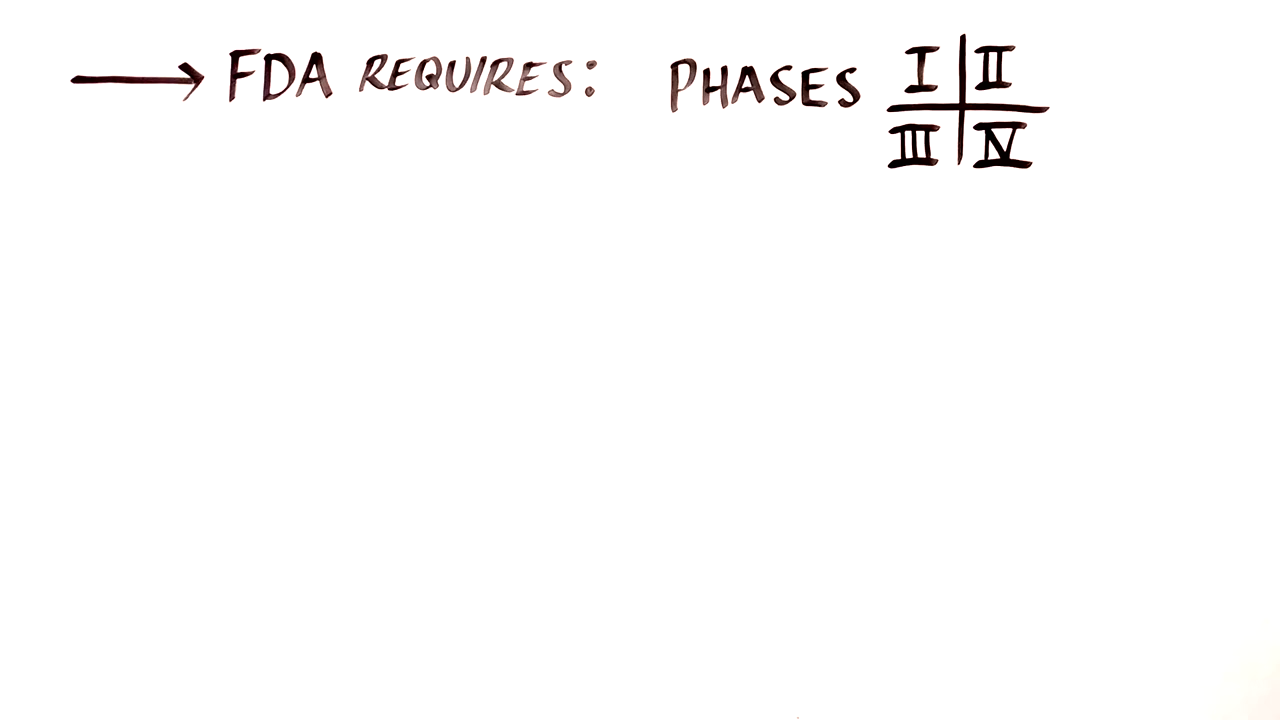 → FDA REQUIRES: PHASES I II
III IV